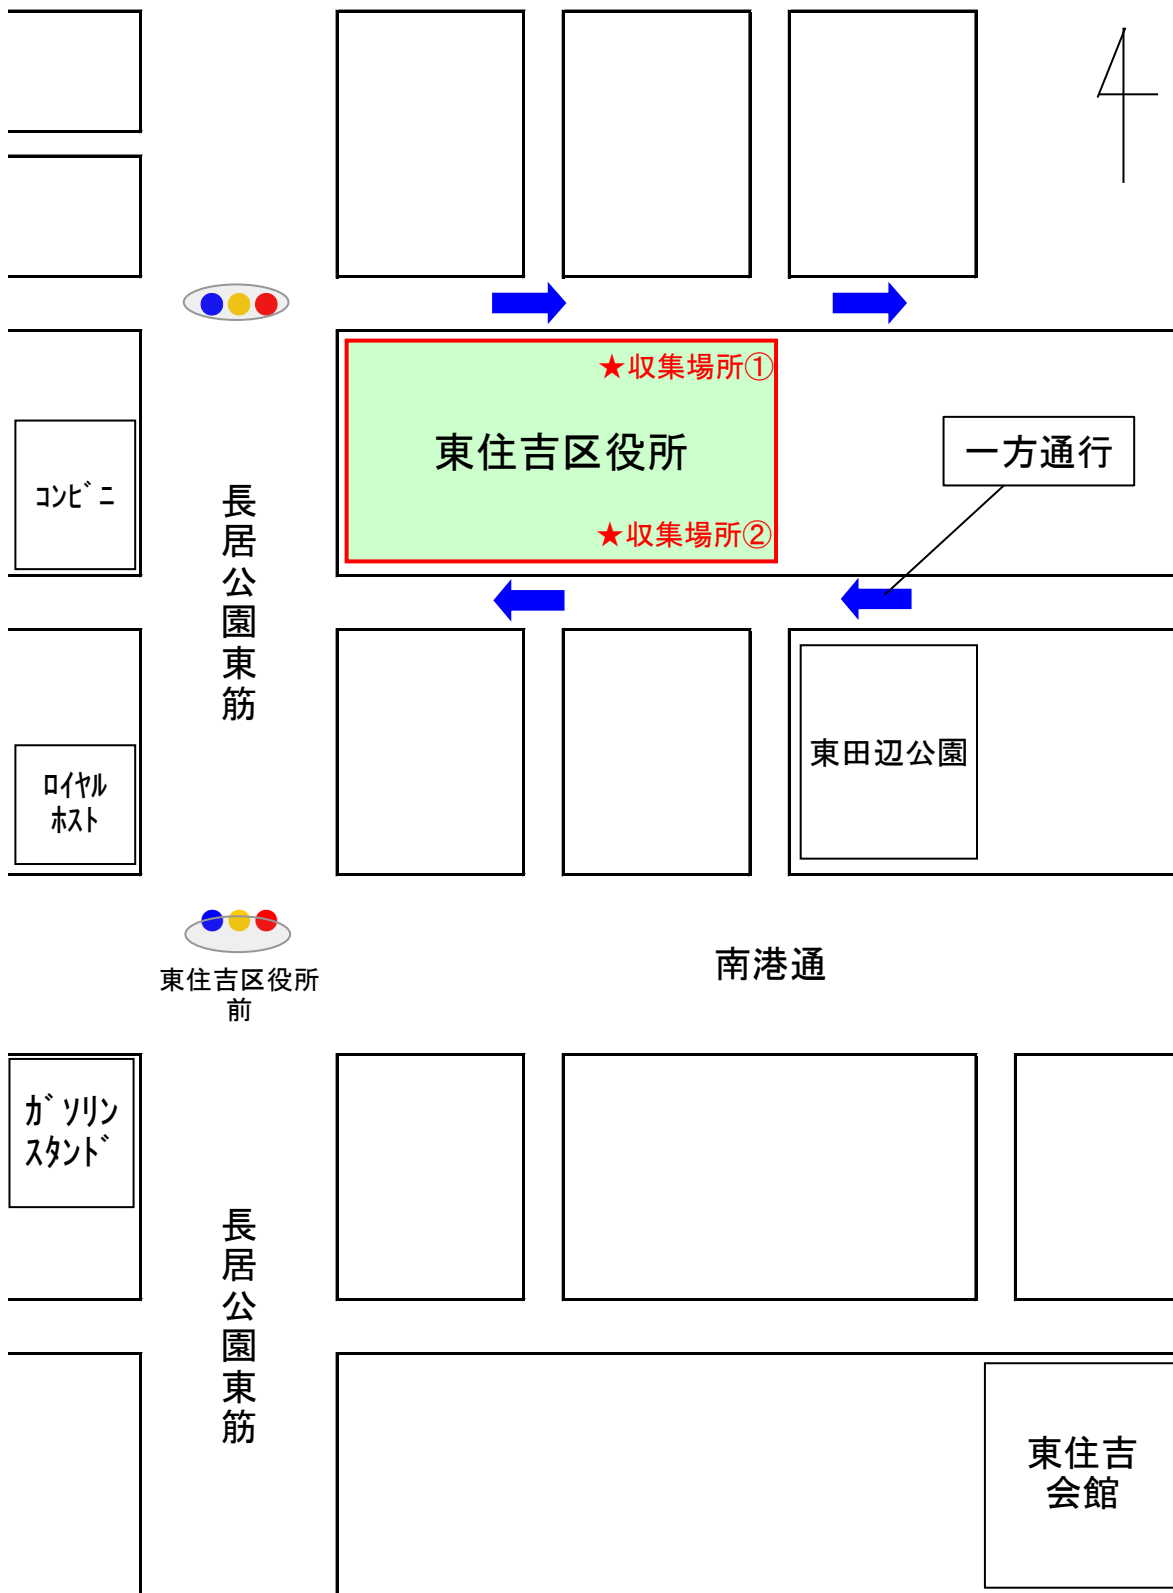 ★収集場所①
東住吉区役所
一方通行
コンビニ
長居公園東筋
★収集場所②
東田辺公園
ロイヤル
ホスト
南港通
東住吉区役所
前
ガソリン
スタンド
長居公園東筋
東住吉
会館